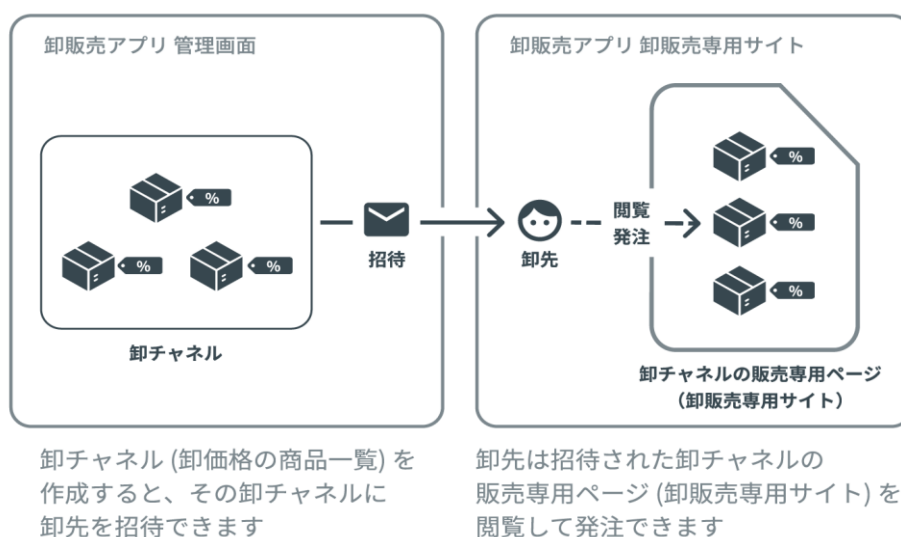 卸販売アプリ 管理画面
%
%
%
卸チャネル
招待
卸販売アプリ 卸販売専用サイト
卸先
閲覧
発注
%
%
%
卸チャネルの販売専用ページ
（卸販売専用サイト）
卸チャネル (卸価格の商品一覧) を
作成すると、その卸チャネルに
卸先を招待できます
卸先は招待された卸チャネルの
販売専用ページ (卸販売専用サイト) を
閲覧して発注できます